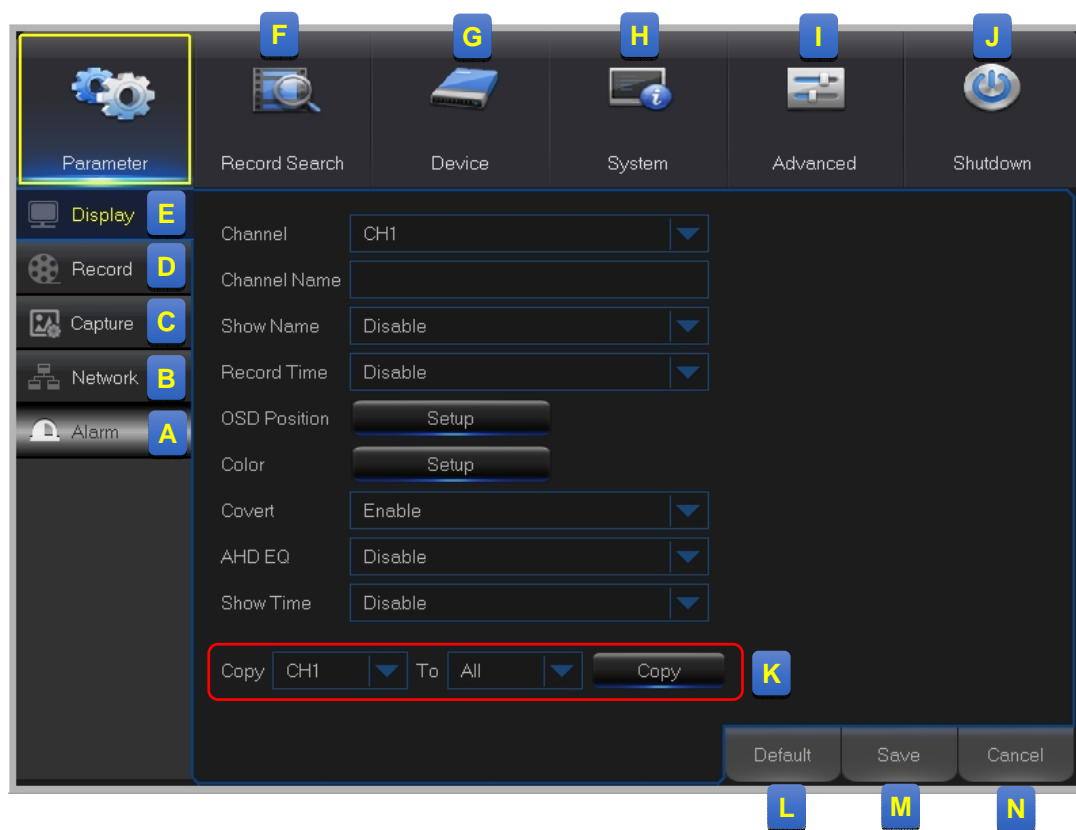 F G H I J
Parameter Record Search Device System Advanced Shutdown
Display E
Record D
Capture C
Network B
Alarm A
Channel CH1
Channel Name
Show Name Disable
Record Time Disable
OSD Position Setup
Color Setup
Covert Enable
AHD EQ Disable
Show Time Disable
Copy CH1 To All Copy K
Default Save Cancel
L M N